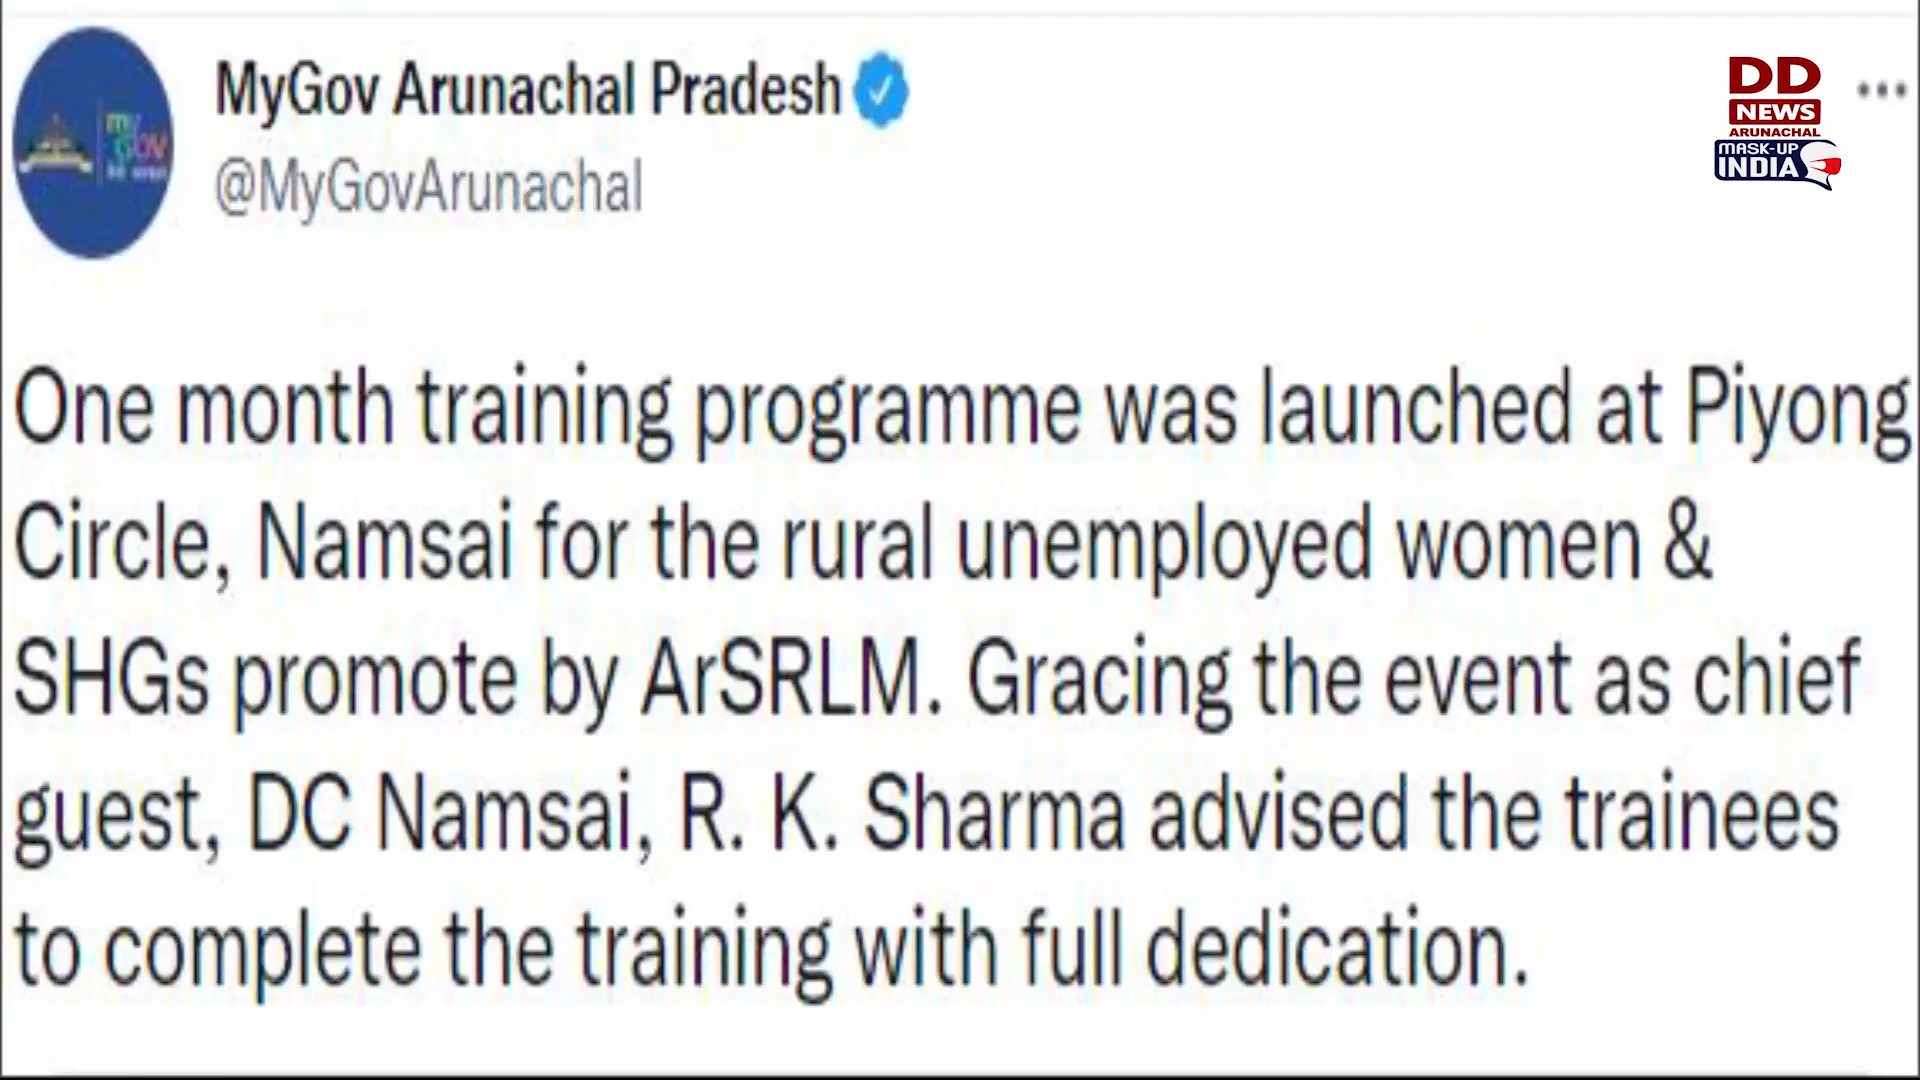 MyGov Arunachal Pradesh
@MyGovArunachal
DD
NEWS
ARUNACHAL
MASK-UP
INDIA
my
gov
One month training programme was launched at Piyong
Circle, Namsai for the rural unemployed women &
SHGs promote by ArSRLM. Gracing the event as chief
guest, DC Namsai, R. K. Sharma advised the trainees
to complete the training with full dedication.